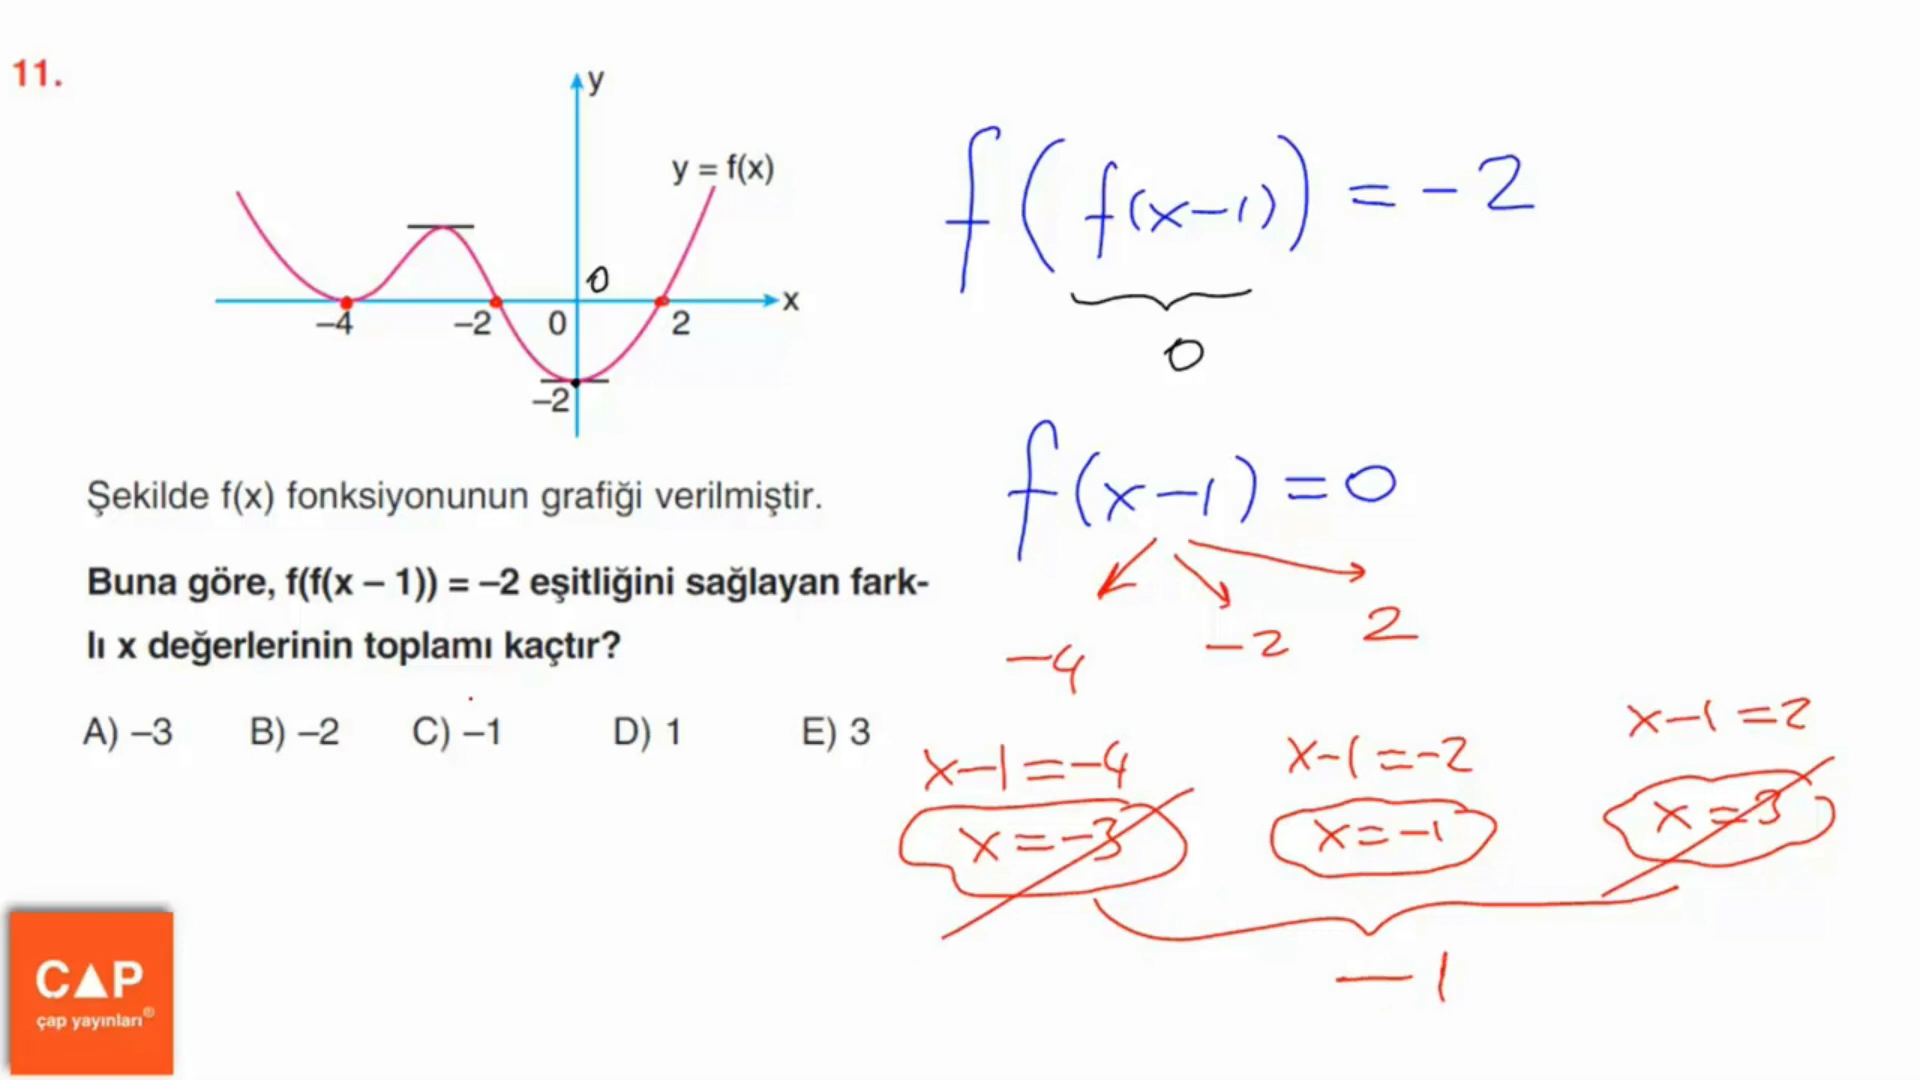 11.
y
y = f(x)
0
x
–4
–2
0
2
–2
Şekilde f(x) fonksiyonunun grafiği verilmiştir.
Buna göre, f(f(x – 1)) = –2 eşitliğini sağlayan fark-
lı x değerlerinin toplamı kaçtır?
A) –3 B) –2 C) –1 D) 1 E) 3
f(f(x-1)) = -2
0
f(x-1) = 0
-4 -2 2
x-1=-4 x-1=-2 x-1=2
x=-3 x=-1 x=3
-1
CAP
çap yayınları®